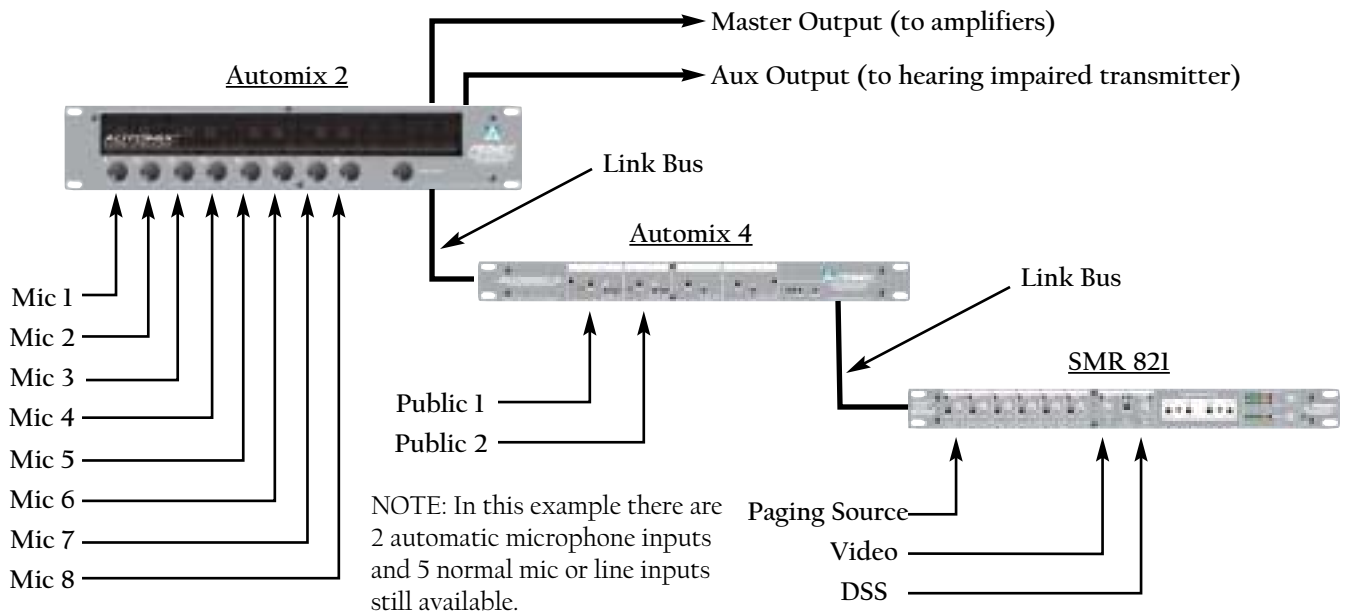 Master Output (to amplifiers)
Automix 2
Aux Output (to hearing impaired transmitter)
AUTOMIX
Link Bus
Automix 4
Link Bus
SMR 821
Mic 1
Mic 2
Mic 3
Mic 4
Mic 5
Mic 6
Mic 7
Mic 8
Public 1
Public 2
NOTE: In this example there are
2 automatic microphone inputs
and 5 normal mic or line inputs
still available.
Paging Source
Video
DSS